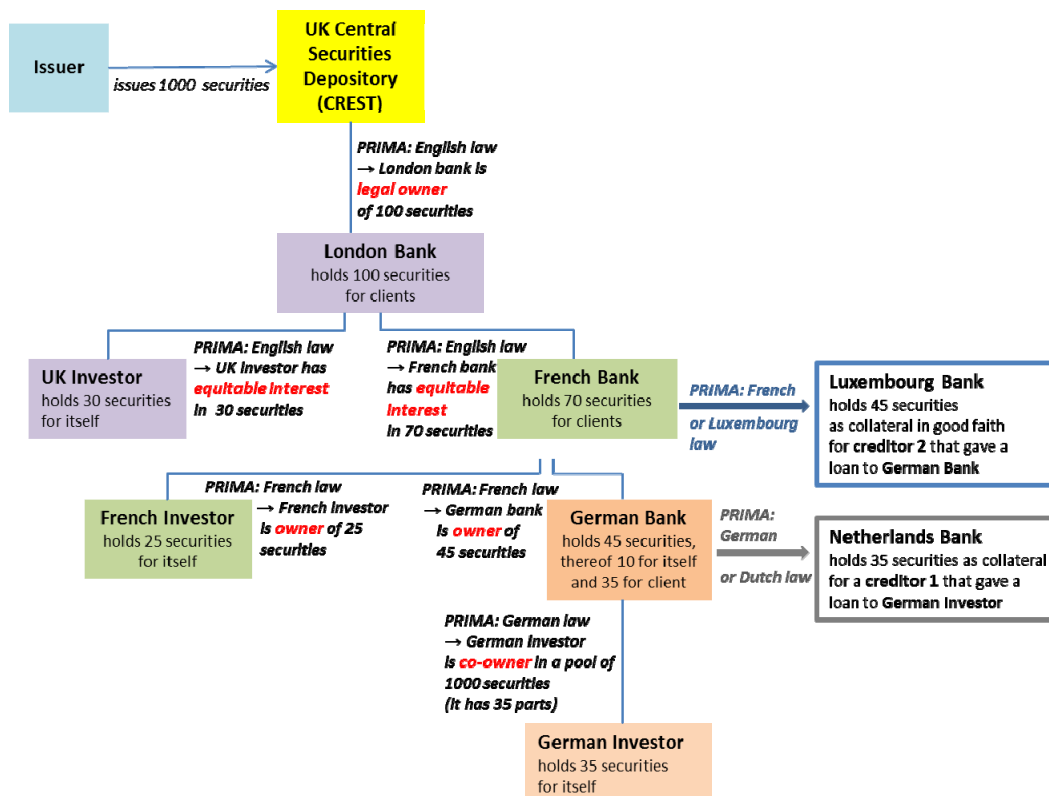 Issuer
issues 1000 securities
UK Central
Securities
Depository
(CREST)
PRIMA: English law
→ London bank is
legal owner
of 100 securities
London Bank
holds 100 securities
for clients
UK Investor
holds 30 securities
for itself
PRIMA: English law
→ UK investor has
equitable interest
in 30 securities
PRIMA: English law
→ French bank
has equitable
interest
in 70 securities
French Bank
holds 70 securities
for clients
PRIMA: French
or Luxembourg
law
Luxembourg Bank
holds 45 securities
as collateral in good faith
for creditor 2 that gave a
loan to German Bank
French Investor
holds 25 securities
for itself
PRIMA: French law
→ French investor
is owner of 25
securities
PRIMA: French law
→ German bank
is owner of
45 securities
German Bank
holds 45 securities,
thereof 10 for itself
and 35 for client
PRIMA:
German
or Dutch law
Netherlands Bank
holds 35 securities as collateral
for a creditor 1 that gave a
loan to German Investor
PRIMA: German law
→ German investor
is co-owner in a pool of
1000 securities
(it has 35 parts)
German Investor
holds 35 securities
for itself